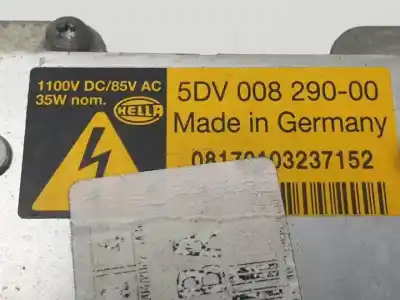 1100V DC/85V AC
35W nom.
HELLA
5DV 008 290-00
Made in Germany
08170103237152